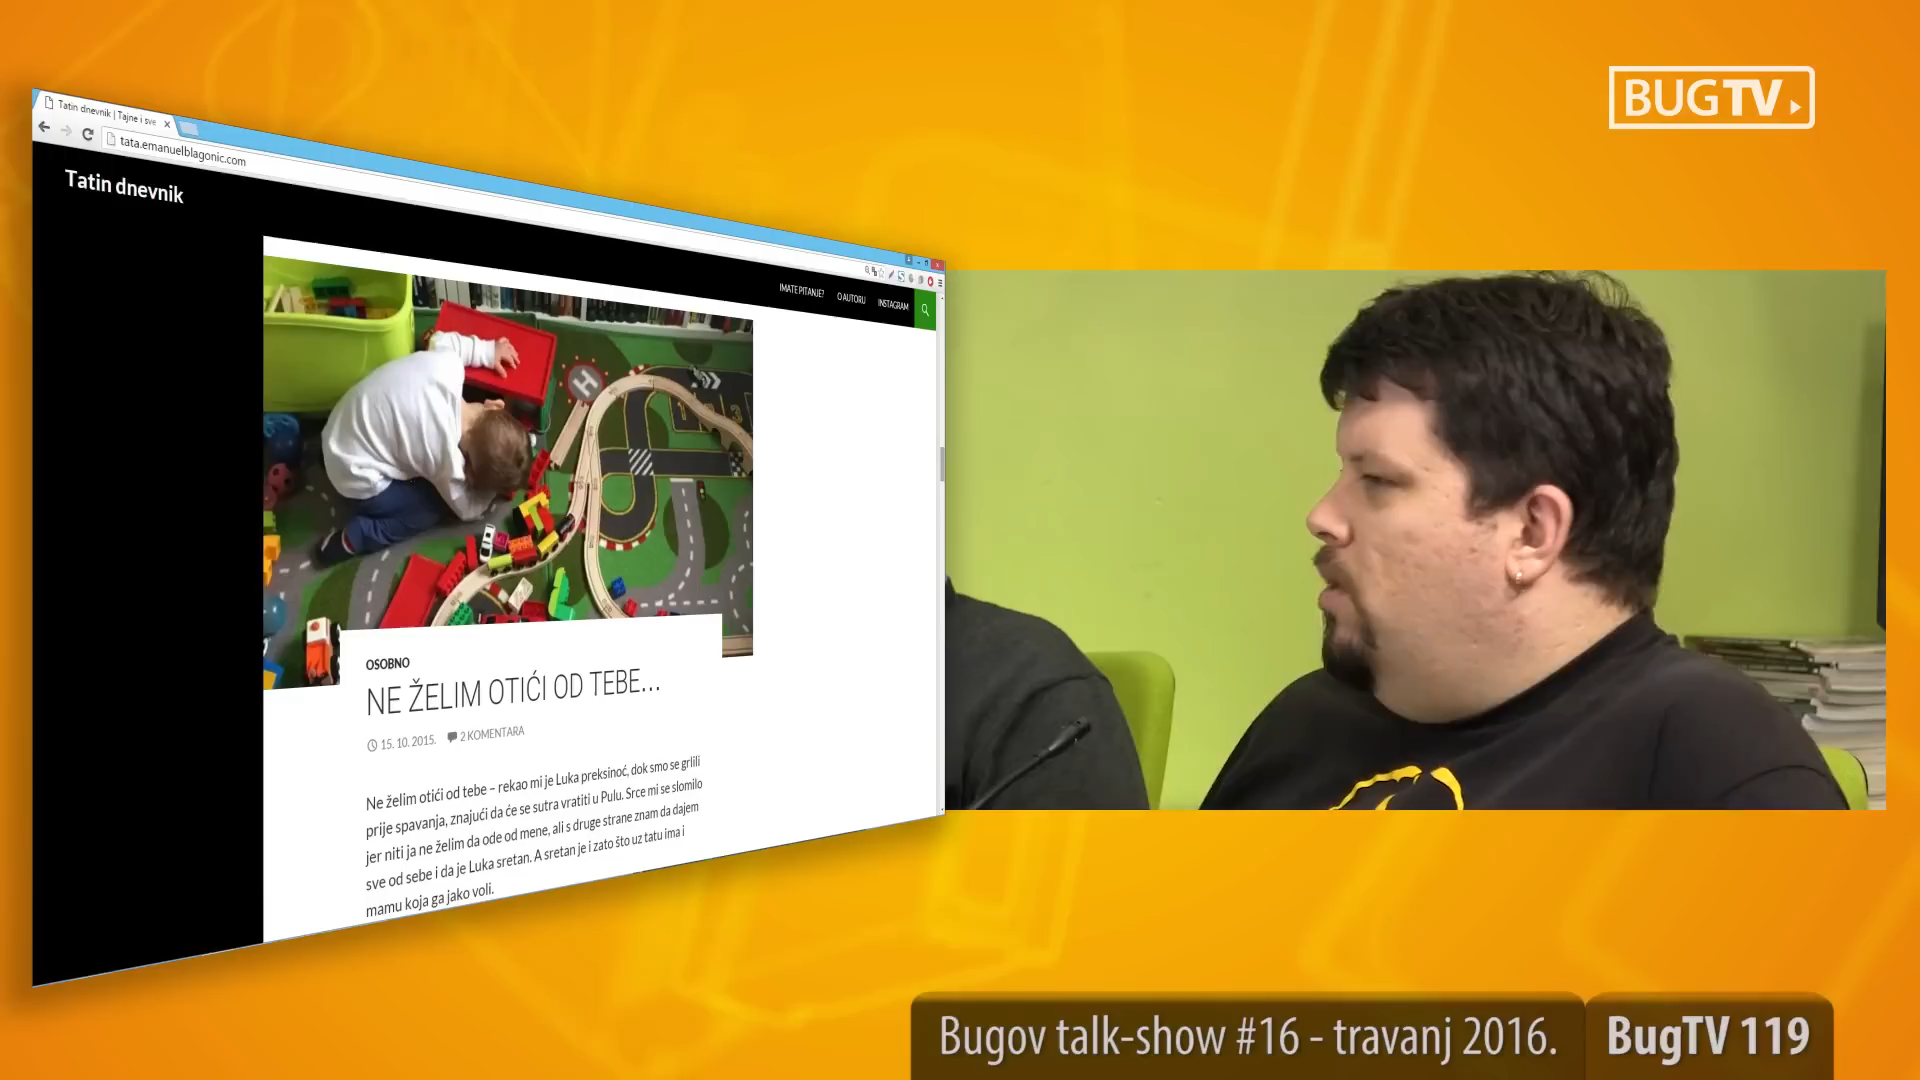 BUGTV
Tatin dnevnik | Tajne i sve
tata.emanuelblagonic.com
Tatin dnevnik
IMATE PITANJE? O AUTORU INSTAGRAM
H
OSOBNO
NE ŽELIM OTIĆI OD TEBE...
15. 10. 2015. 2 KOMENTARA
Ne želim otići od tebe – rekao mi je Luka preksinoć, dok smo se grlili
prije spavanja, znajući da će se sutra vratiti u Pulu. Srce mi se slomilo
jer niti ja ne želim da ode od mene, ali s druge strane znam da dajem
sve od sebe i da je Luka sretan. A sretan je i zato što uz tatu ima i
mamu koja ga jako voli.
Bugov talk-show #16 - travanj 2016. BugTV 119